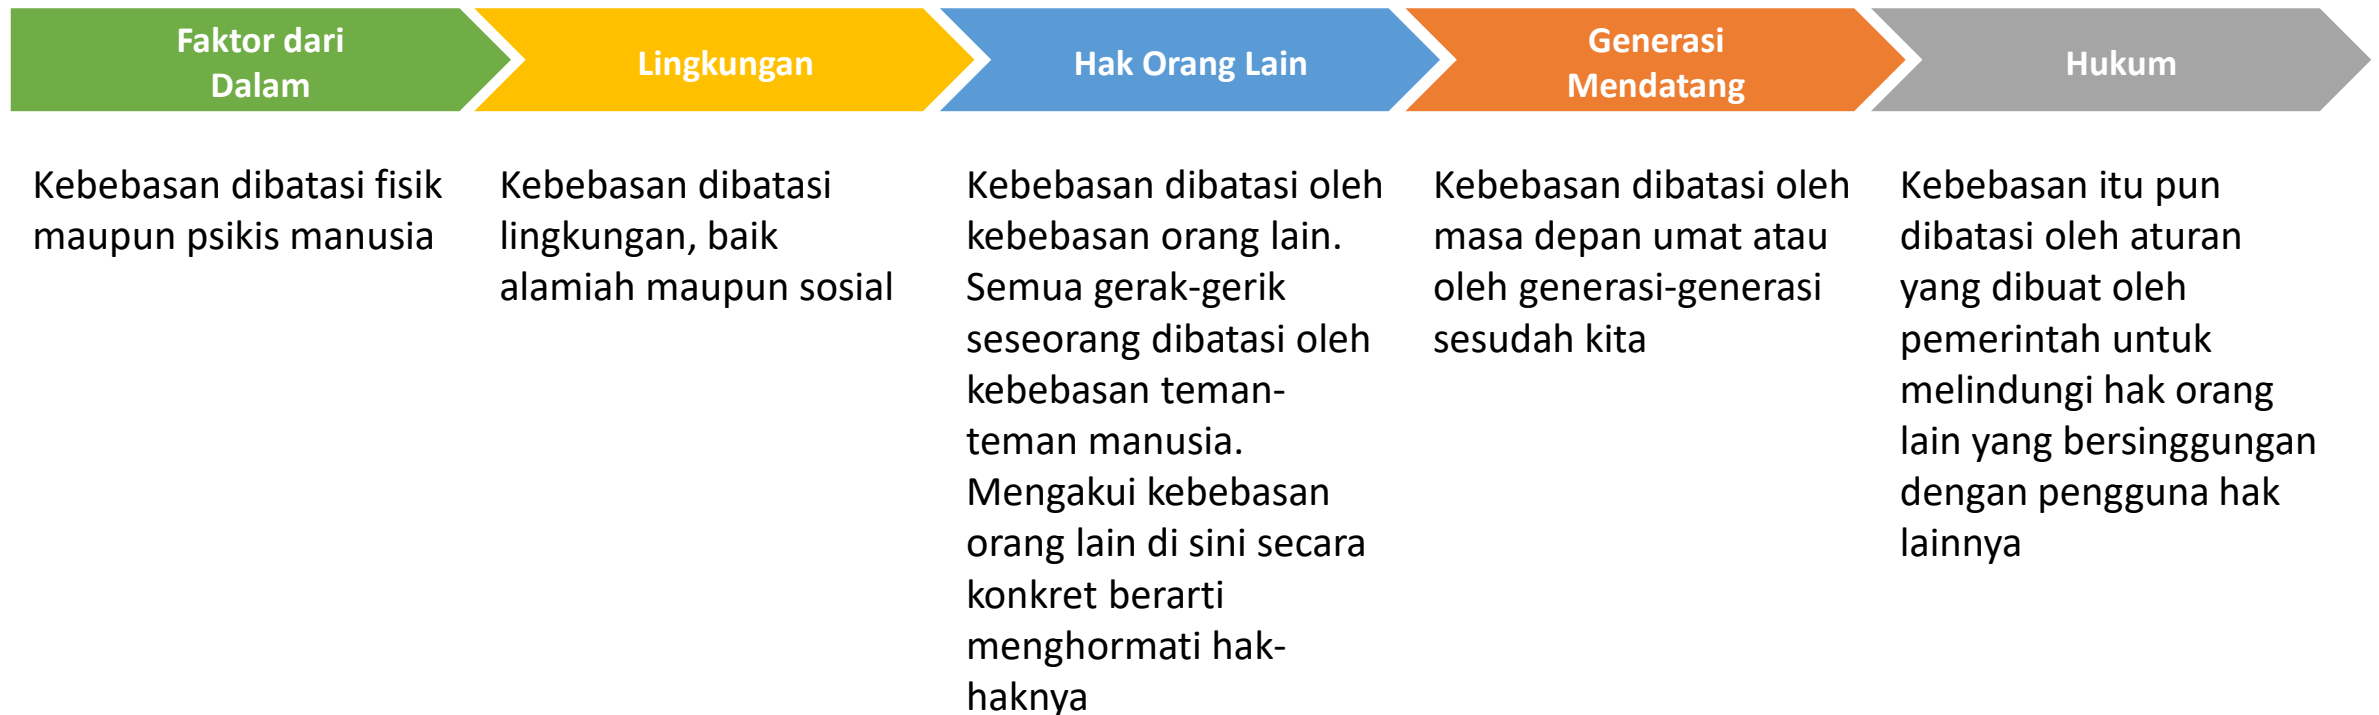 Faktor dari
Dalam
Lingkungan
Hak Orang Lain
Generasi
Mendatang
Hukum
Kebebasan dibatasi fisik
maupun psikis manusia
Kebebasan dibatasi
lingkungan, baik
alamiah maupun sosial
Kebebasan dibatasi oleh
kebebasan orang lain.
Semua gerak-gerik
seseorang dibatasi oleh
kebebasan teman-
teman manusia.
Mengakui kebebasan
orang lain di sini secara
konkret berarti
menghormati hak-
haknya
Kebebasan dibatasi oleh
masa depan umat atau
oleh generasi-generasi
sesudah kita
Kebebasan itu pun
dibatasi oleh aturan
yang dibuat oleh
pemerintah untuk
melindungi hak orang
lain yang bersinggungan
dengan pengguna hak
lainnya